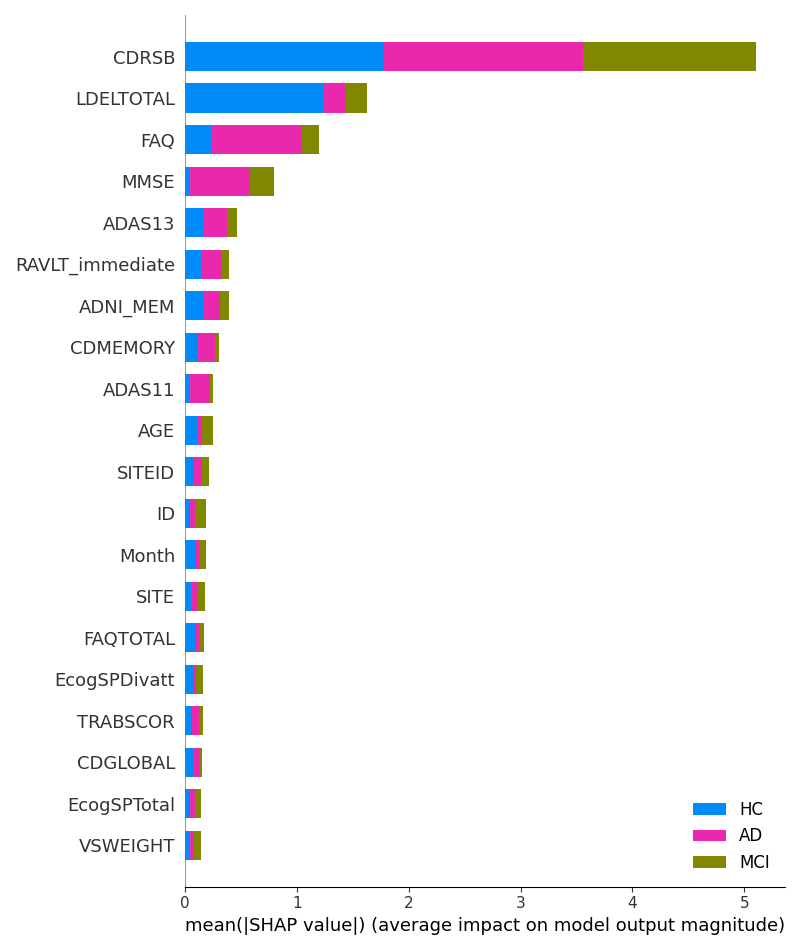 CDRSB
LDELTOTAL
FAQ
MMSE
ADAS13
RAVLT_immediate
ADNI_MEM
CDMEMORY
ADAS11
AGE
SITEID
ID
Month
SITE
FAQTOTAL
EcogSPDivatt
TRABSCOR
CDGLOBAL
EcogSPTotal
VSWEIGHT
HC
AD
MCI
0 1 2 3 4 5
mean(|SHAP value|) (average impact on model output magnitude)